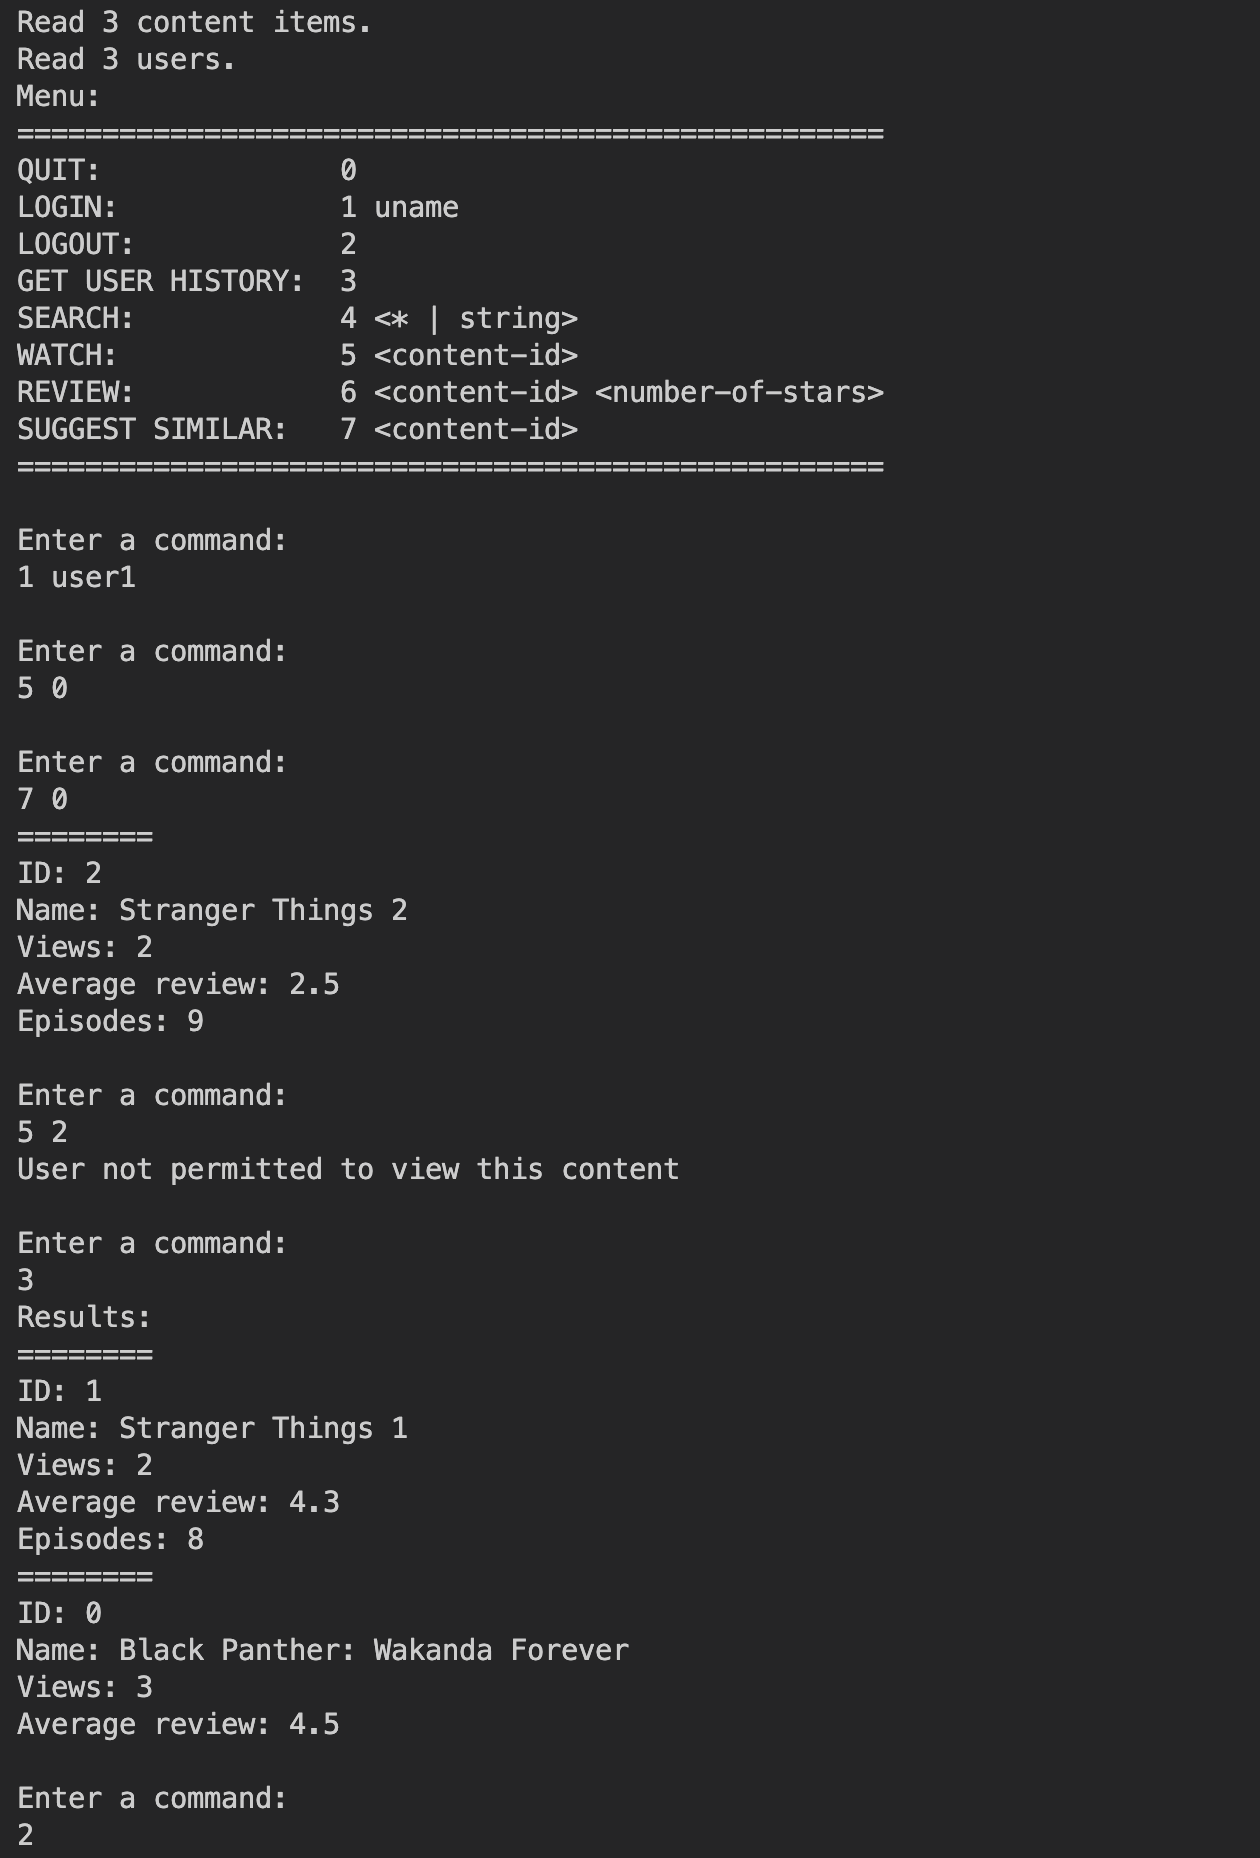 Read 3 content items.
Read 3 users.
Menu:
===================================================
QUIT:              0
LOGIN:             1 uname
LOGOUT:            2
GET USER HISTORY:  3
SEARCH:            4 <* | string>
WATCH:             5 <content-id>
REVIEW:            6 <content-id> <number-of-stars>
SUGGEST SIMILAR:   7 <content-id>
===================================================

Enter a command:
1 user1

Enter a command:
5 0

Enter a command:
7 0
========
ID: 2
Name: Stranger Things 2
Views: 2
Average review: 2.5
Episodes: 9

Enter a command:
5 2
User not permitted to view this content

Enter a command:
3
Results:
========
ID: 1
Name: Stranger Things 1
Views: 2
Average review: 4.3
Episodes: 8
========
ID: 0
Name: Black Panther: Wakanda Forever
Views: 3
Average review: 4.5

Enter a command:
2